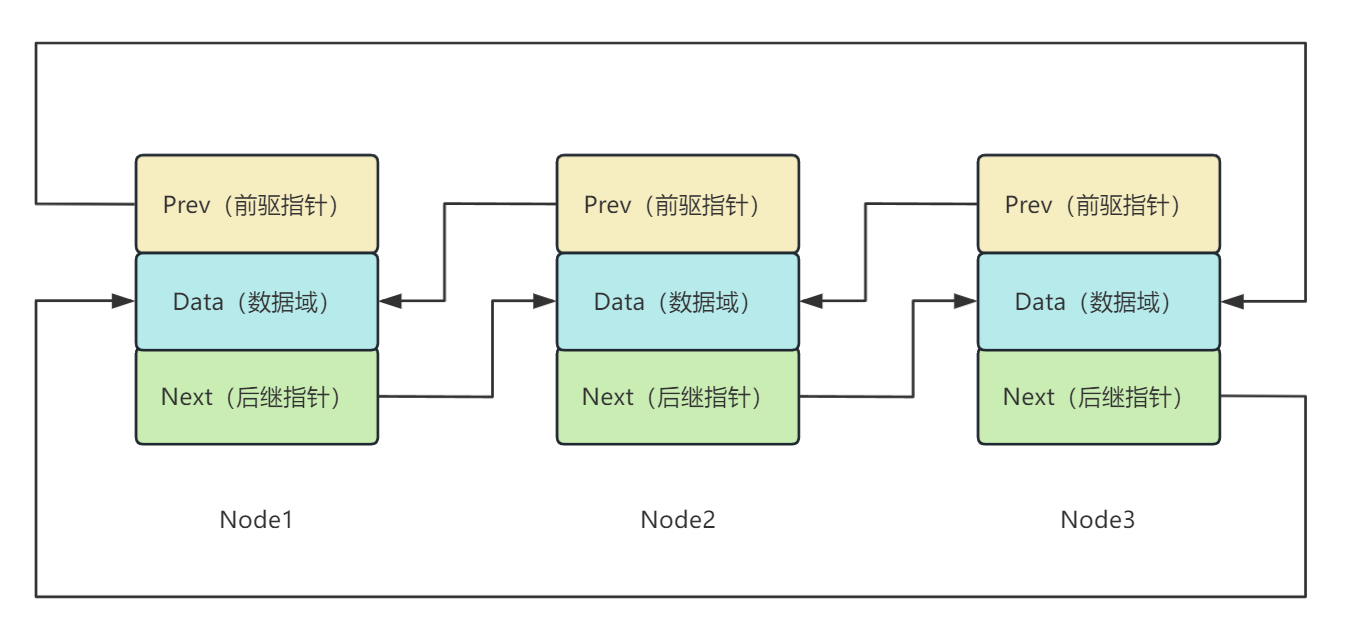 Prev（前驱指针）
Prev（前驱指针）
Prev（前驱指针）
Data（数据域）
Data（数据域）
Data（数据域）
Next（后继指针）
Next（后继指针）
Next（后继指针）
Node1
Node2
Node3